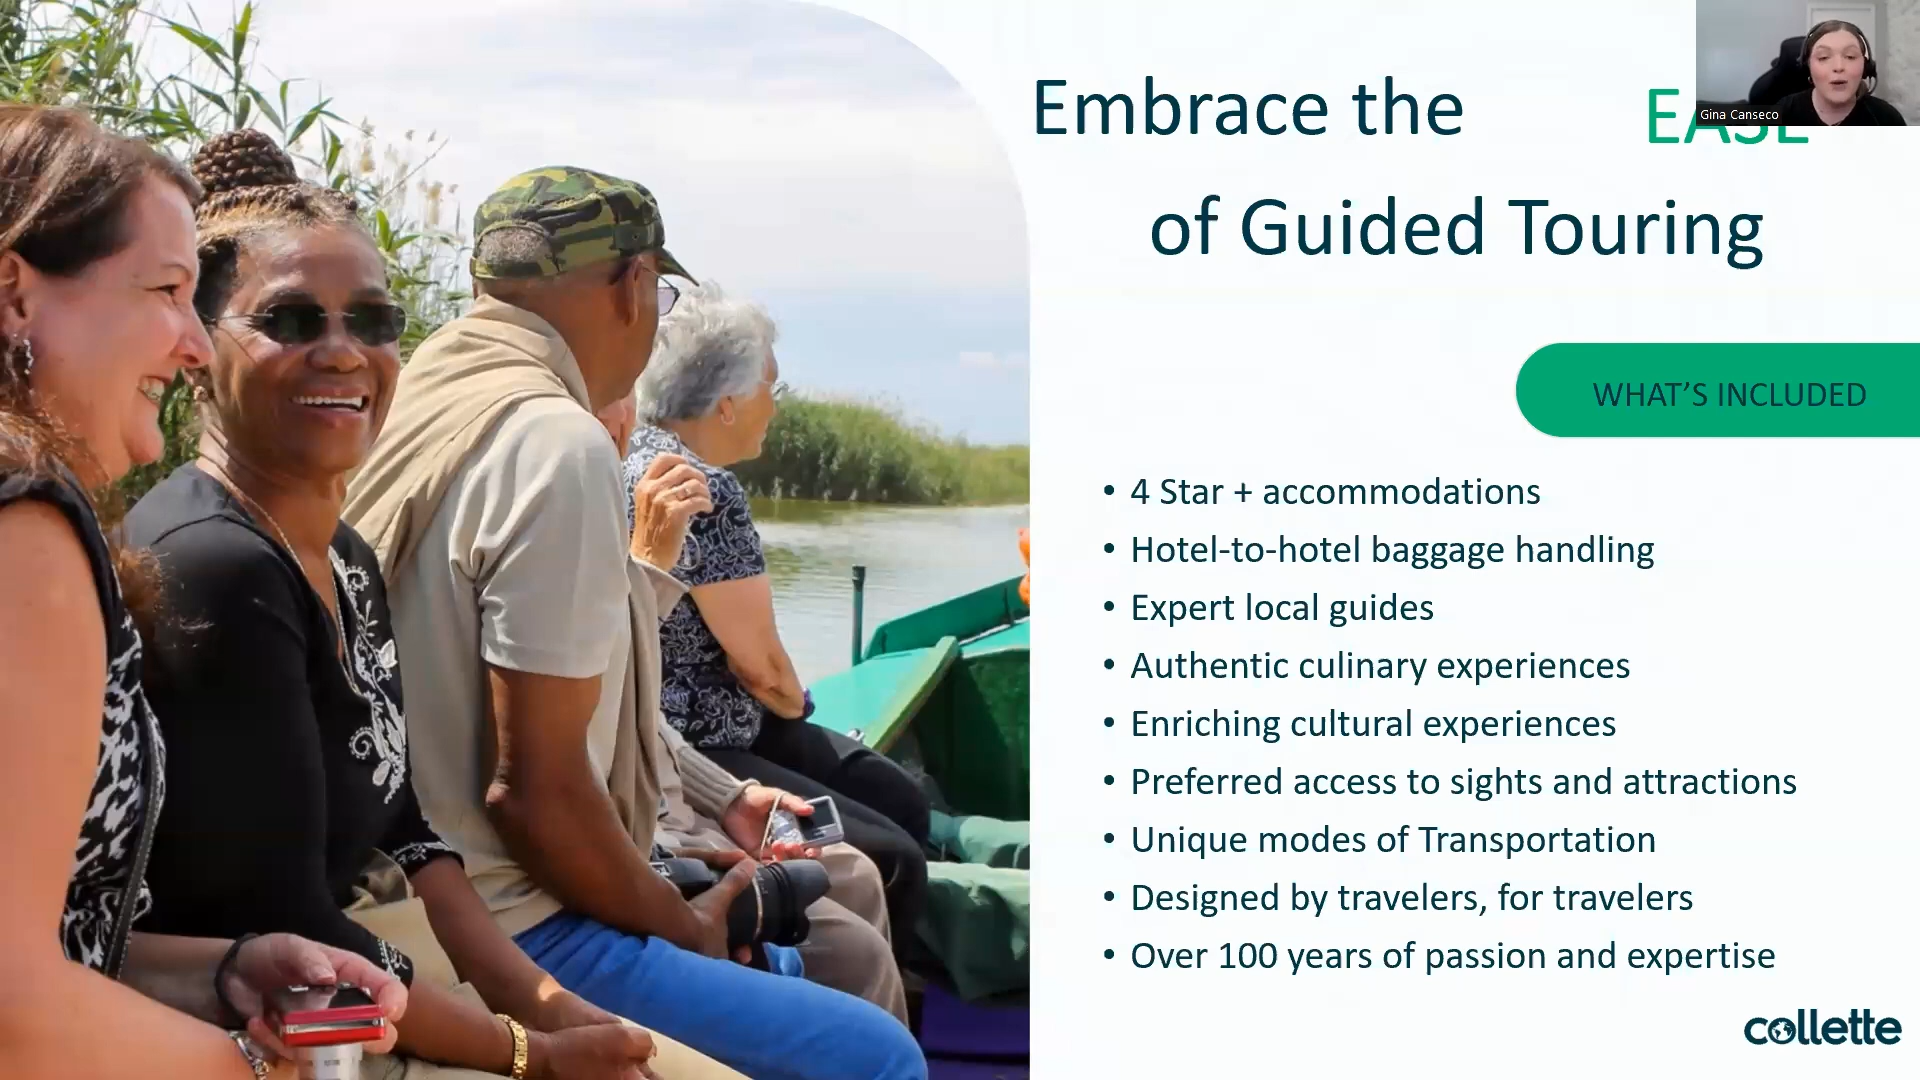 Embrace the EASE
Gina Canseco
of Guided Touring
WHAT’S INCLUDED
• 4 Star + accommodations
• Hotel-to-hotel baggage handling
• Expert local guides
• Authentic culinary experiences
• Enriching cultural experiences
• Preferred access to sights and attractions
• Unique modes of Transportation
• Designed by travelers, for travelers
• Over 100 years of passion and expertise
collette